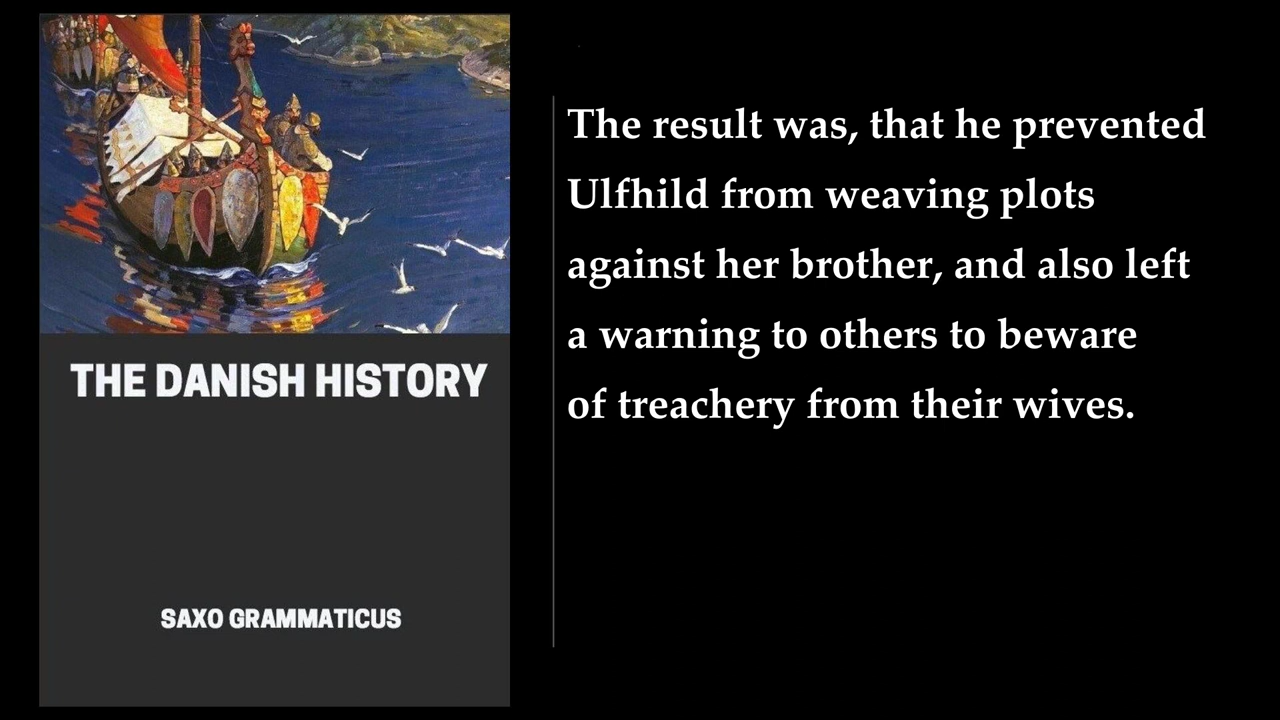 THE DANISH HISTORY
SAXO GRAMMATICUS
The result was, that he prevented
Ulfhild from weaving plots
against her brother, and also left
a warning to others to beware
of treachery from their wives.